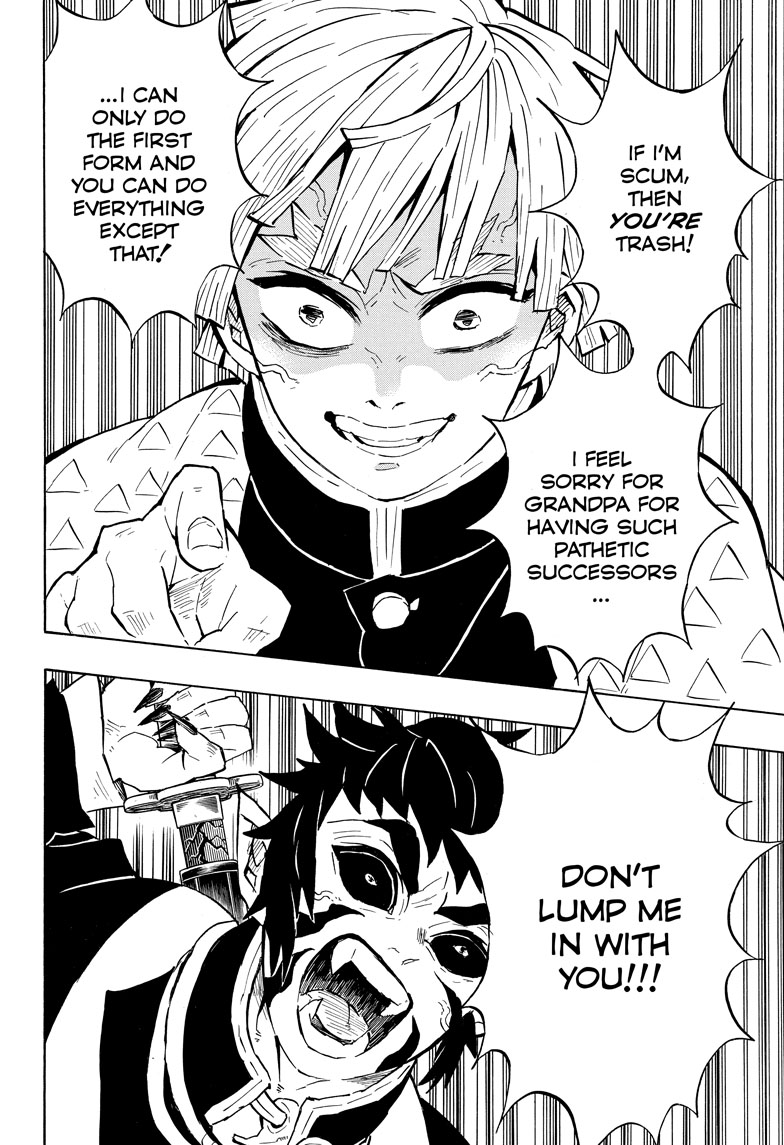 IF I'M
SCUM,
THEN
YOU'RE
TRASH!
...I CAN
ONLY DO
THE FIRST
FORM AND
YOU CAN DO
EVERYTHING
EXCEPT
THAT!
I FEEL
SORRY FOR
GRANDPA FOR
HAVING SUCH
PATHETIC
SUCCESSORS
...
DON'T
LUMP ME
IN WITH
YOU!!!